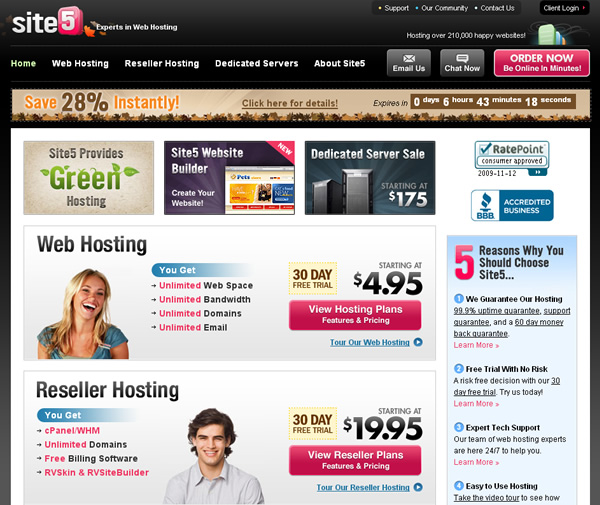 Support Our Community Contact Us Client Login
site5 Experts in Web Hosting
Hosting over 210,000 happy websites!
Home Web Hosting Reseller Hosting Dedicated Servers About Site5
Email Us
Chat Now
ORDER NOW
Be Online In Minutes!
Save 28% Instantly! Click here for details! Expires in 0 days 6 hours 43 minutes 18 seconds
Site5 Provides
Green
Hosting
Site5 Website
Builder
NEW
Create Your
Website!
Pets
Dedicated Server Sale
STARTING AT
$175
RatePoint
consumer approved
2009-11-12
BBB
ACCREDITED
BUSINESS
Web Hosting
You Get
Unlimited Web Space
Unlimited Bandwidth
Unlimited Domains
Unlimited Email
30 DAY
FREE TRIAL
STARTING AT
$4.95
View Hosting Plans
Features & Pricing
Tour Our Web Hosting
Reseller Hosting
You Get
cPanel/WHM
Unlimited Domains
Free Billing Software
RVSkin & RVSiteBuilder
30 DAY
FREE TRIAL
STARTING AT
$19.95
View Reseller Plans
Features & Pricing
Tour Our Reseller Hosting
5 Reasons Why You
Should Choose
Site5...
1 We Guarantee Our Hosting
99.9% uptime guarantee, support
guarantee, and a 60 day money
back guarantee.
Learn More »
2 Free Trial With No Risk
A risk free decision with our 30
day free trial. Try us today!
Learn More »
3 Expert Tech Support
Our team of web hosting experts
are here 24/7 to help you.
Learn More »
4 Easy to Use Hosting
Take the video tour to see how